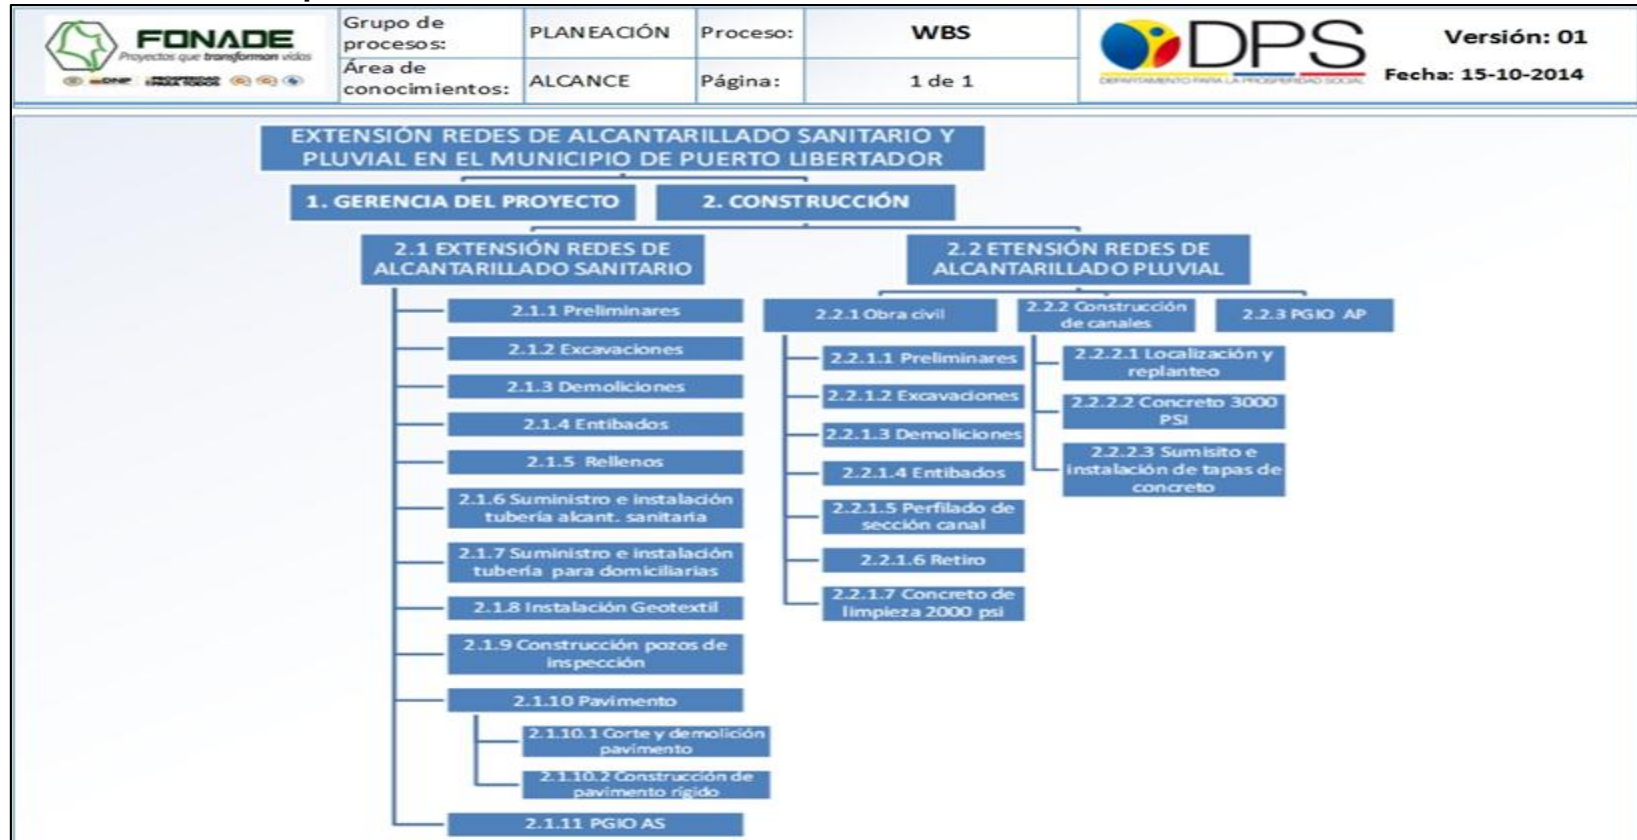 FONADE
Proyectos que transforman vidas
DNP
PROSPERIDAD
PARA TODOS
Grupo de
procesos:
PLANEACIÓN
Proceso:
WBS
Área de
conocimientos:
ALCANCE
Página:
1 de 1
DPS
DEPARTAMENTO PARA LA PROSPERIDAD SOCIAL
Versión: 01
Fecha: 15-10-2014
EXTENSIÓN REDES DE ALCANTARILLADO SANITARIO Y
PLUVIAL EN EL MUNICIPIO DE PUERTO LIBERTADOR
1. GERENCIA DEL PROYECTO
2. CONSTRUCCIÓN
2.1 EXTENSIÓN REDES DE
ALCANTARILLADO SANITARIO
2.1.1 Preliminares
2.1.2 Excavaciones
2.1.3 Demoliciones
2.1.4 Entibados
2.1.5 Rellenos
2.1.6 Suministro e instalación
tubería alcant. sanitaria
2.1.7 Suministro e instalación
tubería para domiciliarias
2.1.8 Instalación Geotextil
2.1.9 Construcción pozos de
inspección
2.1.10 Pavimento
2.1.10.1 Corte y demolición
pavimento
2.1.10.2 Construcción de
pavimento rígido
2.1.11 PGIO AS
2.2 ETENSIÓN REDES DE
ALCANTARILLADO PLUVIAL
2.2.1 Obra civil
2.2.1.1 Preliminares
2.2.1.2 Excavaciones
2.2.1.3 Demoliciones
2.2.1.4 Entibados
2.2.1.5 Perfilado de
sección canal
2.2.1.6 Retiro
2.2.1.7 Concreto de
limpieza 2000 psi
2.2.2 Construcción
de canales
2.2.2.1 Localización y
replanteo
2.2.2.2 Concreto 3000
PSI
2.2.2.3 Sumisito e
instalación de tapas de
concreto
2.2.3 PGIO AP